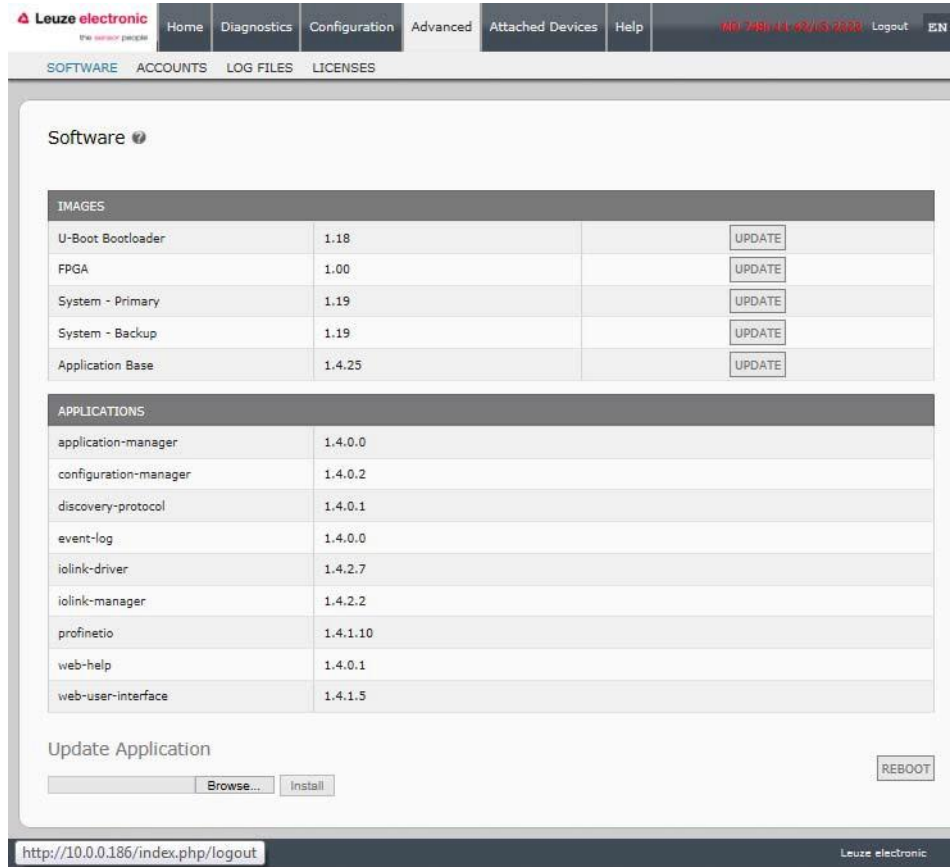 Leuze electronic
the sensor people
Home Diagnostics Configuration Advanced Attached Devices Help Logout EN
SOFTWARE ACCOUNTS LOG FILES LICENSES
Software
IMAGES
U-Boot Bootloader 1.18 UPDATE
FPGA 1.00 UPDATE
System - Primary 1.19 UPDATE
System - Backup 1.19 UPDATE
Application Base 1.4.25 UPDATE
APPLICATIONS
application-manager 1.4.0.0
configuration-manager 1.4.0.2
discovery-protocol 1.4.0.1
event-log 1.4.0.0
iolink-driver 1.4.2.7
iolink-manager 1.4.2.2
profinetio 1.4.1.10
web-help 1.4.0.1
web-user-interface 1.4.1.5
Update Application
Browse... Install
REBOOT
http://10.0.0.186/index.php/logout
Leuze electronic